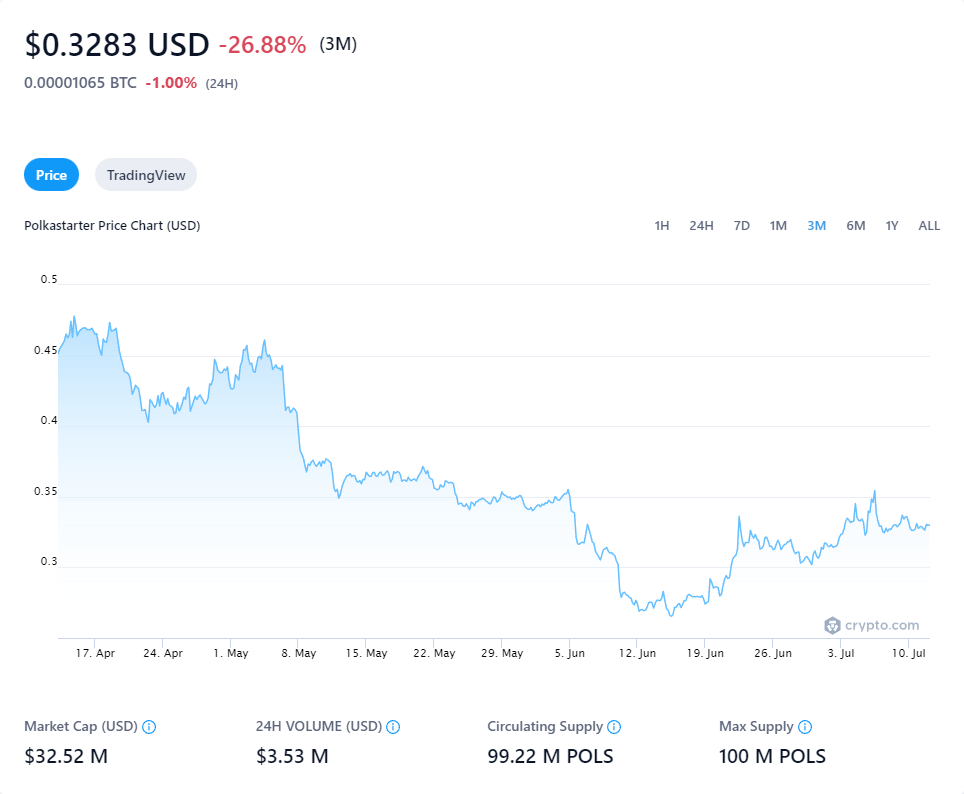 $0.3283 USD -26.88% (3M)
0.00001065 BTC -1.00% (24H)
Price TradingView
Polkastarter Price Chart (USD) 1H 24H 7D 1M 3M 6M 1Y ALL
0.5
0.45
0.4
0.35
0.3
crypto.com
17. Apr 24. Apr 1. May 8. May 15. May 22. May 29. May 5. Jun 12. Jun 19. Jun 26. Jun 3. Jul 10. Jul
Market Cap (USD) 24H VOLUME (USD) Circulating Supply Max Supply
$32.52 M $3.53 M 99.22 M POLS 100 M POLS